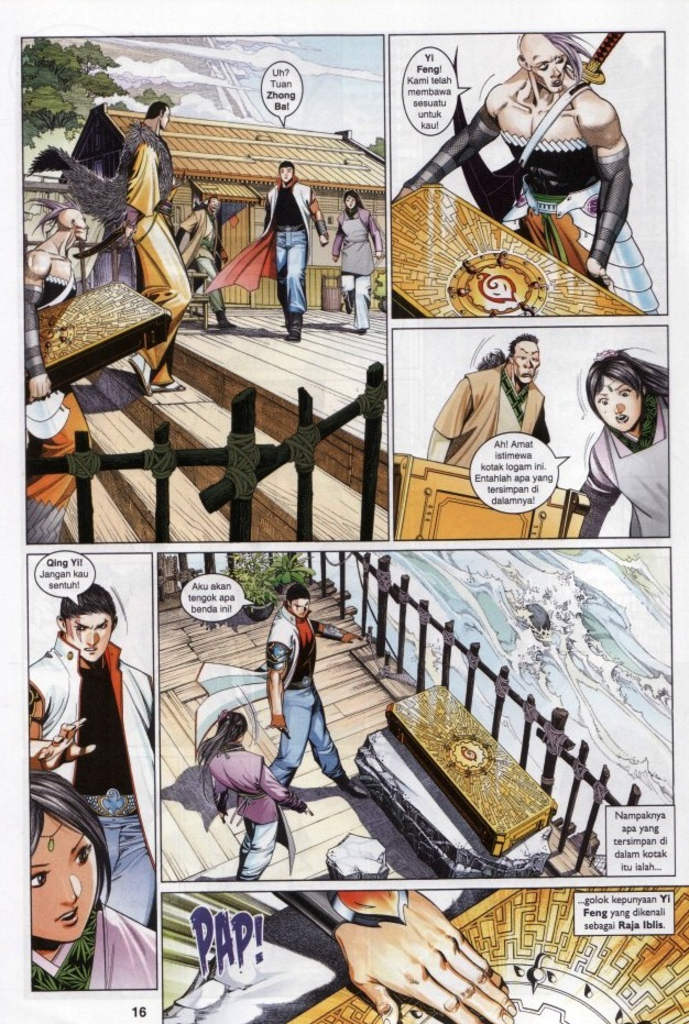 Uh?
Tuan
Zhong
Ba!
Yi
Feng!
Kami telah
membawa
sesuatu
untuk
kau!
Ah! Amat
istimewa
kotak logam ini.
Entahlah apa yang
tersimpan di
dalamnya!
Qing Yi!
Jangan kau
sentuh!
Aku akan
tengok apa
benda ini!
Nampaknya
apa yang
tersimpan di
dalam kotak
itu ialah...
PAP!
...golok kepunyaan Yi
Feng yang dikenali
sebagai Raja Iblis.
16